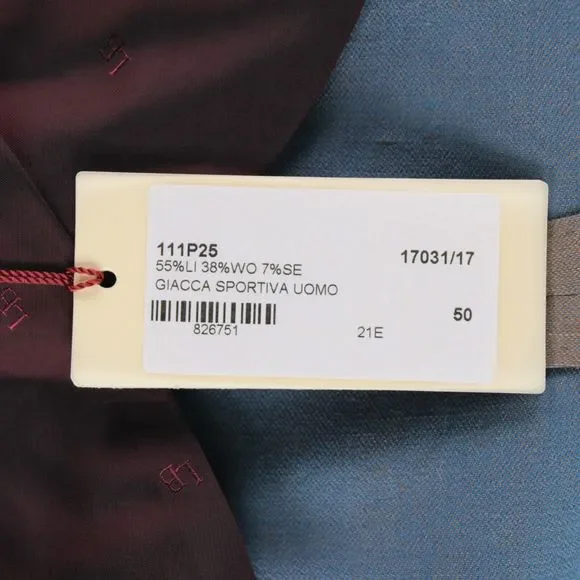 111P25 17031/17
55%LI 38%WO 7%SE
GIACCA SPORTIVA UOMO
50
826751 21E